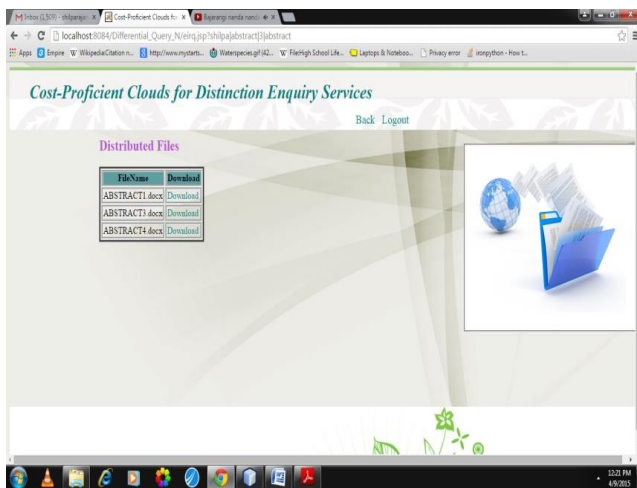 Inbox (1,509) - shilparaja
Cost-Proficient Clouds for
Bajarangi nanda nanda
localhost:8084/Differential_Query_N/eirq.jsp?shilpa|abstract|3|abstract
Apps Empire WikipediaCitation n... http://www.mystarts... Waterspecies.gif (42... FileHigh School Life... Laptops & Noteboo... Privacy error ironpython - How t...
Cost-Proficient Clouds for Distinction Enquiry Services
Back Logout
Distributed Files
FileName Download
ABSTRACT1.docx Download
ABSTRACT3.docx Download
ABSTRACT4.docx Download
12:21 PM
4/9/2015